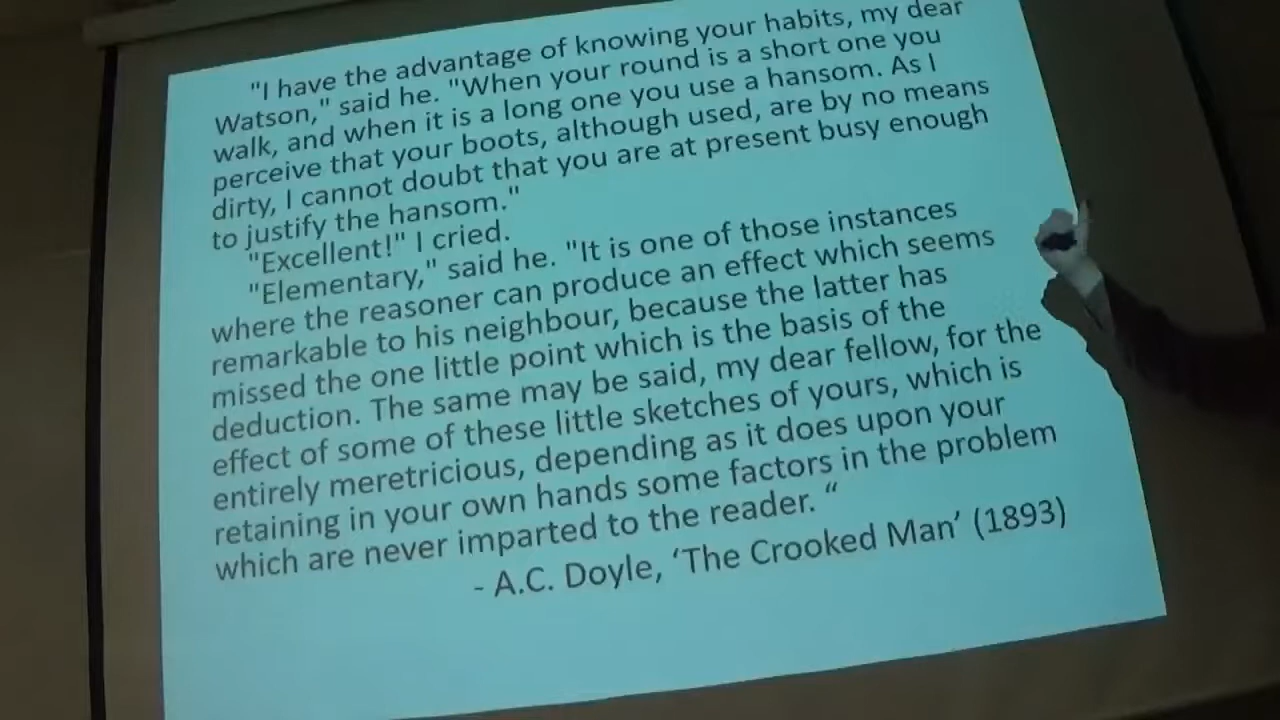 "I have the advantage of knowing your habits, my dear
Watson," said he. "When your round is a short one you
walk, and when it is a long one you use a hansom. As I
perceive that your boots, although used, are by no means
dirty, I cannot doubt that you are at present busy enough
to justify the hansom."
"Excellent!" I cried.
"Elementary," said he. "It is one of those instances
where the reasoner can produce an effect which seems
remarkable to his neighbour, because the latter has
missed the one little point which is the basis of the
deduction. The same may be said, my dear fellow, for the
effect of some of these little sketches of yours, which is
entirely meretricious, depending as it does upon your
retaining in your own hands some factors in the problem
which are never imparted to the reader. “
- A.C. Doyle, ‘The Crooked Man’ (1893)